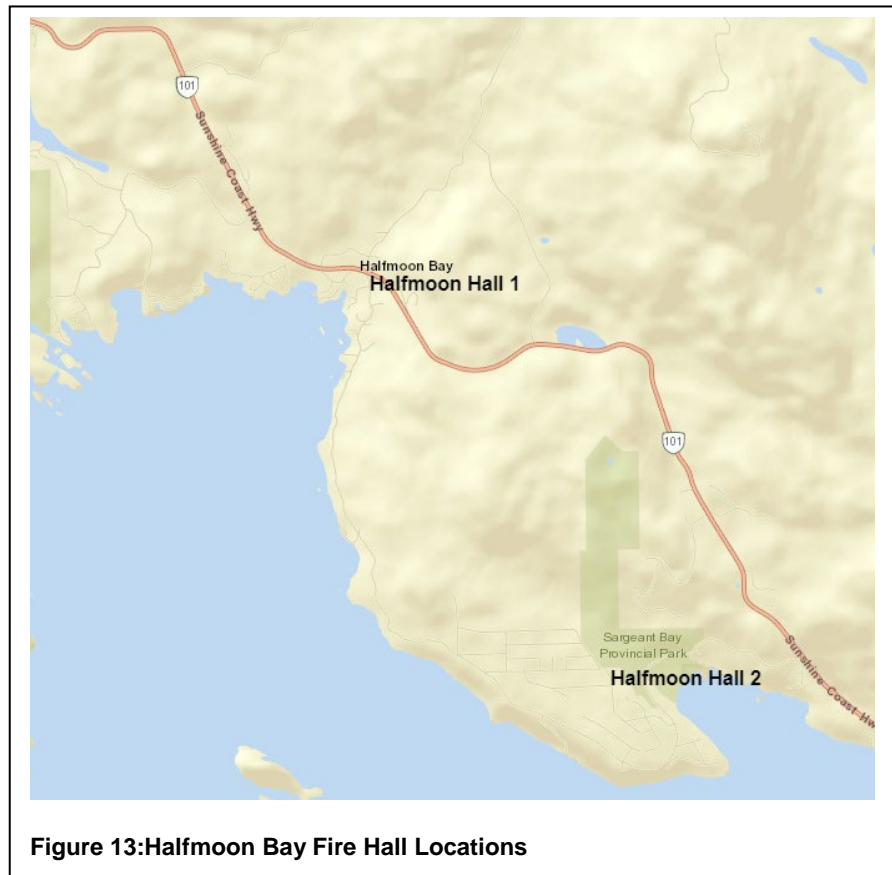 101
Sunshine Coast Hwy
Halfmoon Bay
Halfmoon Hall 1
101
Sargeant Bay
Provincial Park
Halfmoon Hall 2
Sunshine Coast Hwy
Figure 13:Halfmoon Bay Fire Hall Locations